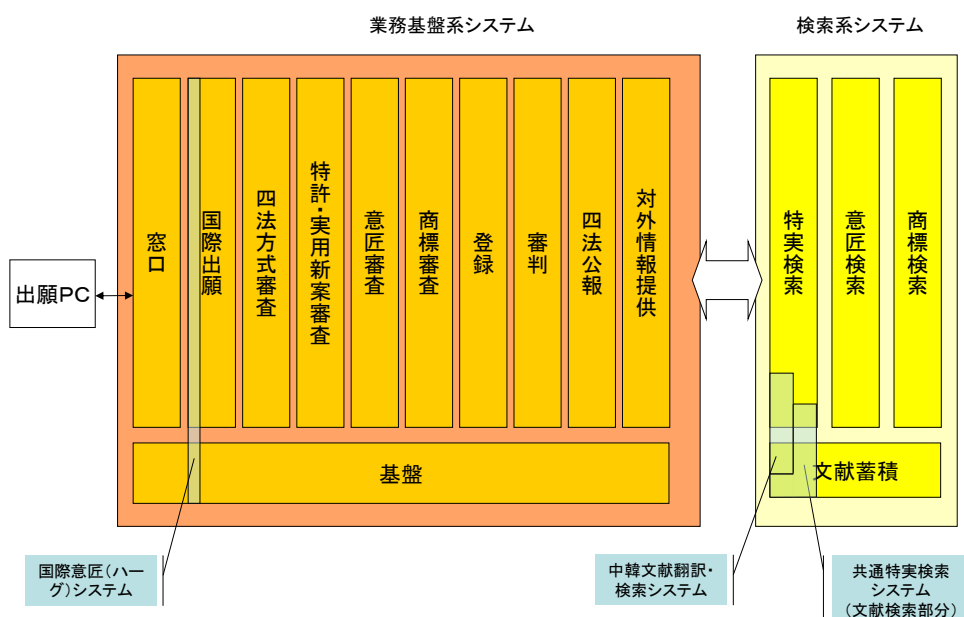 業務基盤系システム
検索系システム
出願PC
窓口
国際出願
四法方式審査
特許・実用新案審査
意匠審査
商標審査
登録
審判
四法公報
対外情報提供
基盤
特実検索
意匠検索
商標検索
文献蓄積
国際意匠(ハー
グ)システム
中韓文献翻訳・
検索システム
共通特実検索
システム
(文献検索部分)